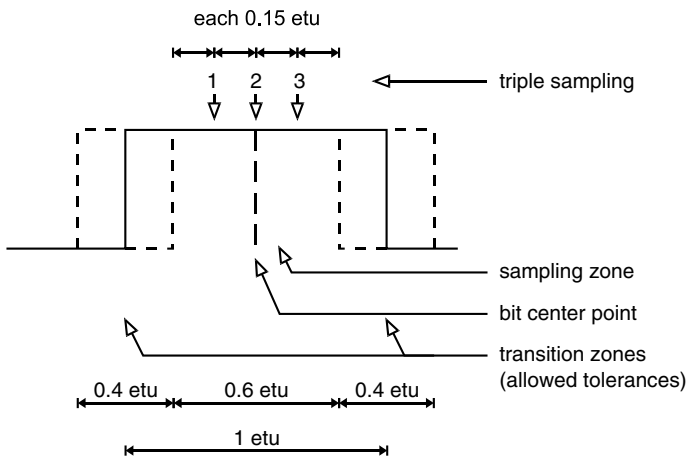 each 0.15 etu
1 2 3
triple sampling
sampling zone
bit center point
transition zones
(allowed tolerances)
0.4 etu 0.6 etu 0.4 etu
1 etu